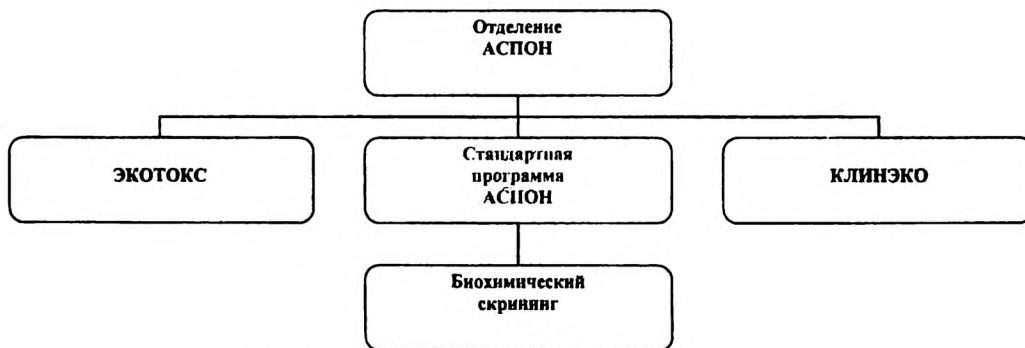 Отделение
АСПОН
ЭКОТОКС
Стандартная
программа
АСПОН
КЛИНЭКО
Биохимический
скрининг